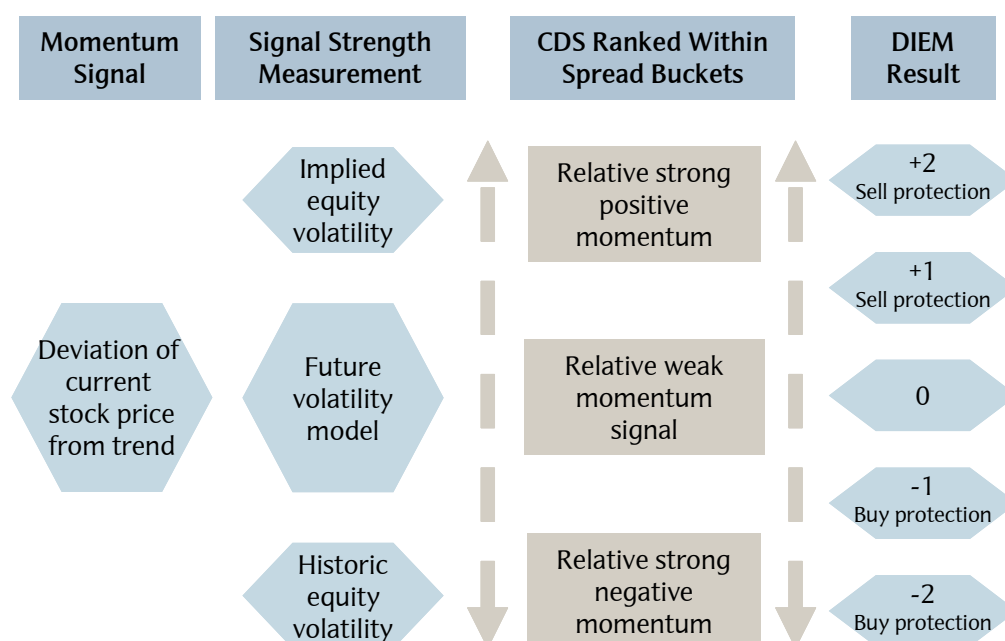 Momentum
Signal
Signal Strength
Measurement
CDS Ranked Within
Spread Buckets
DIEM
Result
Deviation of
current
stock price
from trend
Implied
equity
volatility
Future
volatility
model
Historic
equity
volatility
Relative strong
positive
momentum
Relative weak
momentum
signal
Relative strong
negative
momentum
+2
Sell protection
+1
Sell protection
0
-1
Buy protection
-2
Buy protection